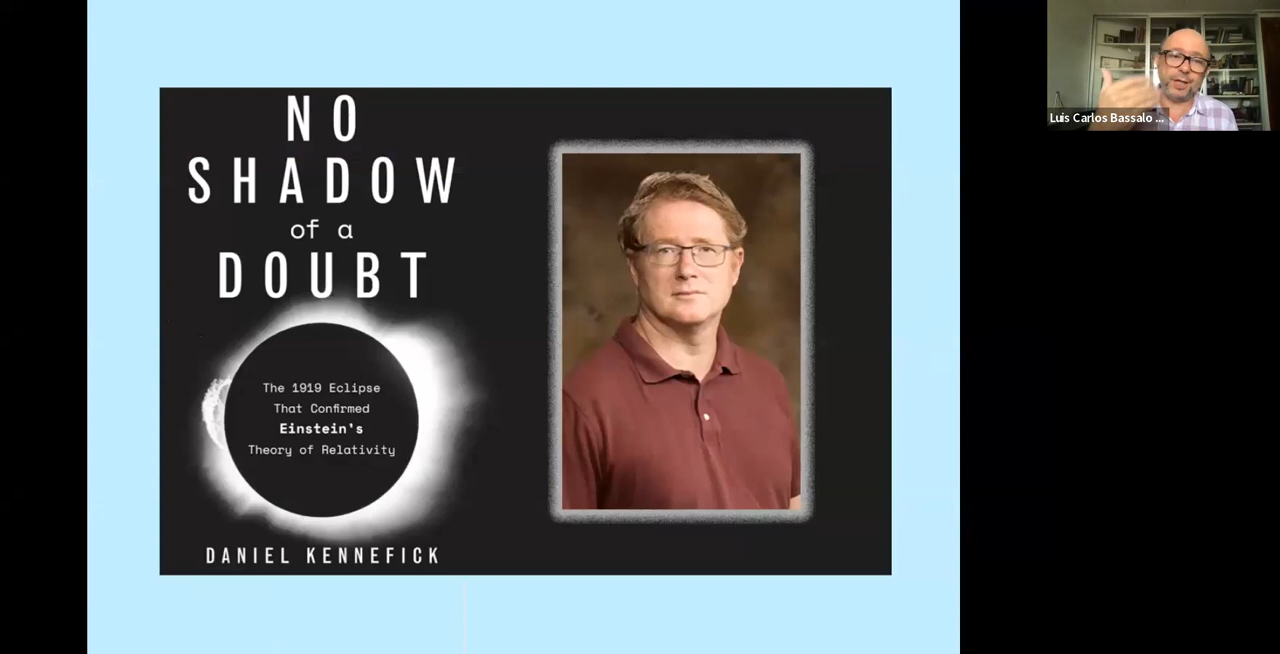 NO
SHADOW
of a
DOUBT
The 1919 Eclipse
That Confirmed
Einstein's
Theory of Relativity
DANIEL KENNEFICK
Luis Carlos Bassalo ...